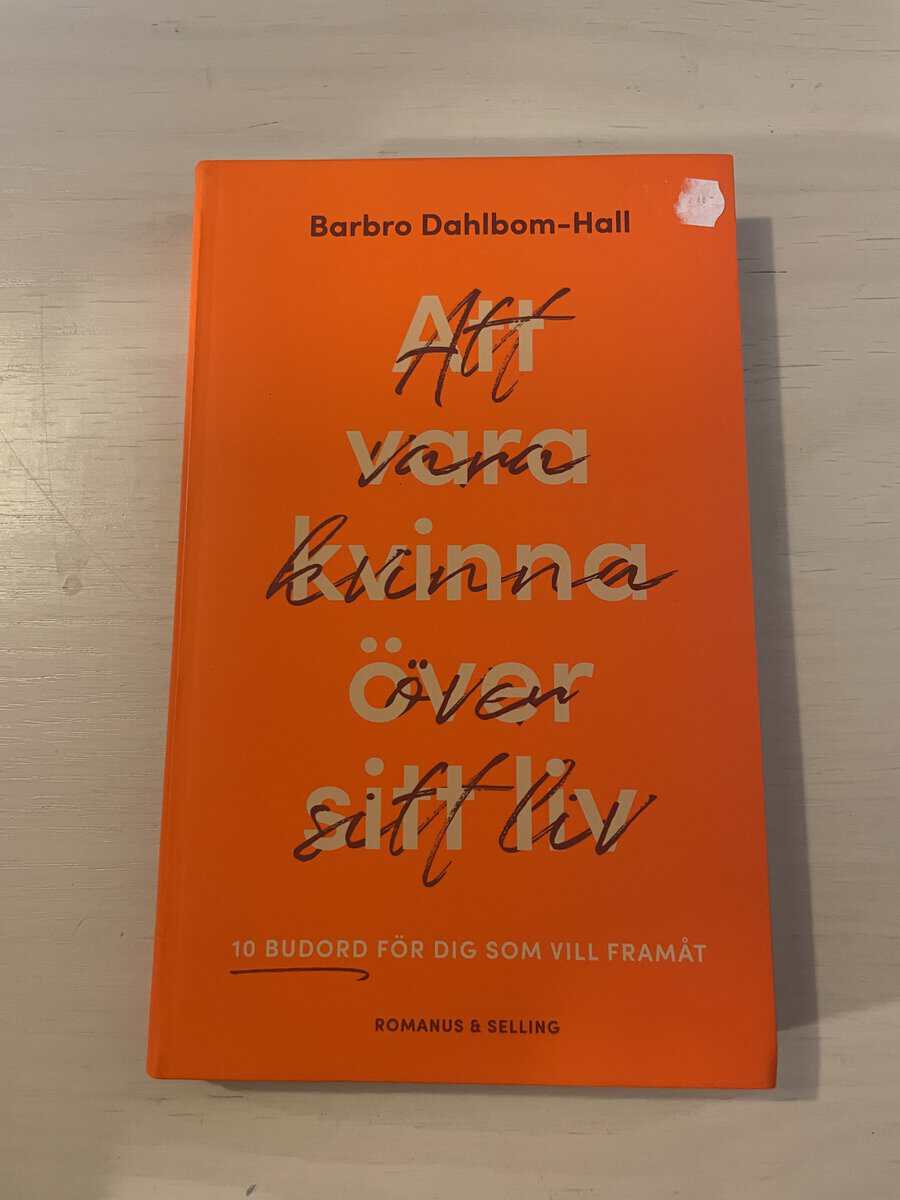 Barbro Dahlbom-Hall
Att
vara
kvinna
över
sitt liv
10 BUDORD FÖR DIG SOM VILL FRAMÅT
ROMANUS & SELLING